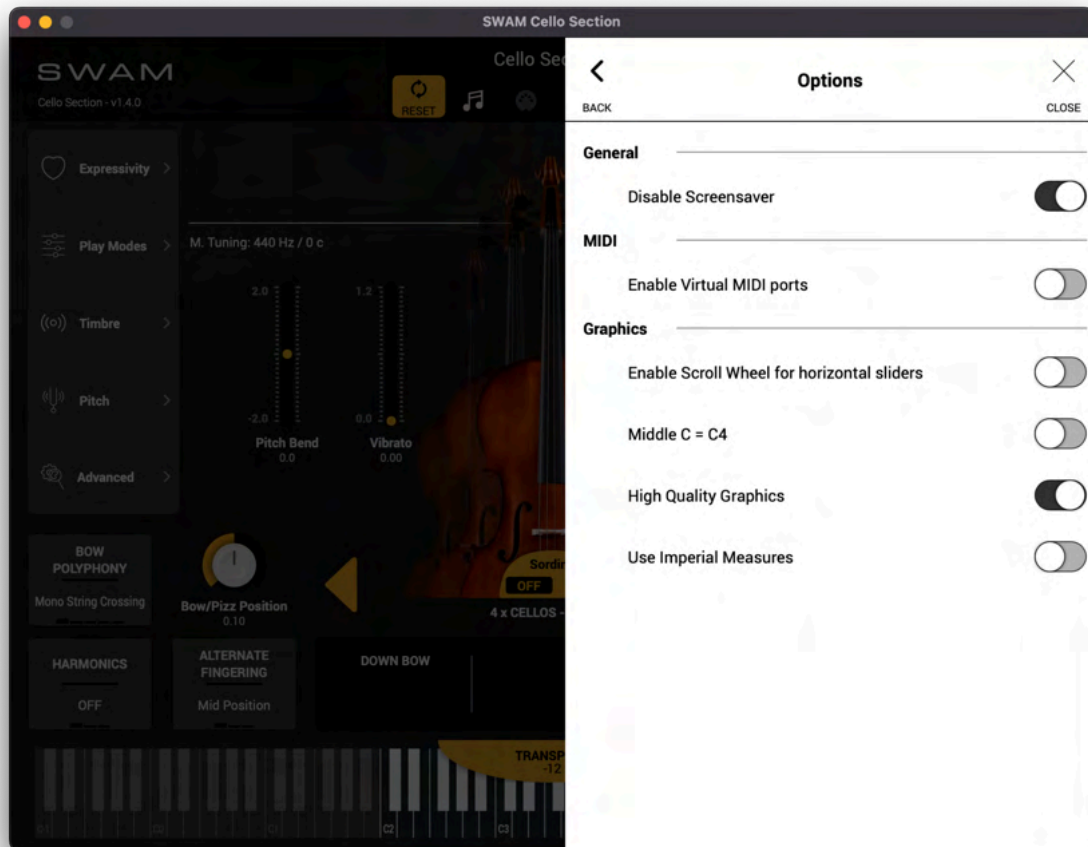 SWAM Cello Section
SWAM
Cello Section - v1.4.0
Cello Sec
RESET
Expressivity
Play Modes
Timbre
Pitch
Advanced
M. Tuning: 440 Hz / 0 c
2.0
-2.0
Pitch Bend
0.0
1.2
0.0
Vibrato
0.00
BOW
POLYPHONY
Mono String Crossing
Bow/Pizz Position
0.10
Sordin
OFF
4 x CELLOS -
HARMONICS
OFF
ALTERNATE
FINGERING
Mid Position
DOWN BOW
TRANSP
-12
C2
C3
BACK
Options
CLOSE
General
Disable Screensaver
MIDI
Enable Virtual MIDI ports
Graphics
Enable Scroll Wheel for horizontal sliders
Middle C = C4
High Quality Graphics
Use Imperial Measures